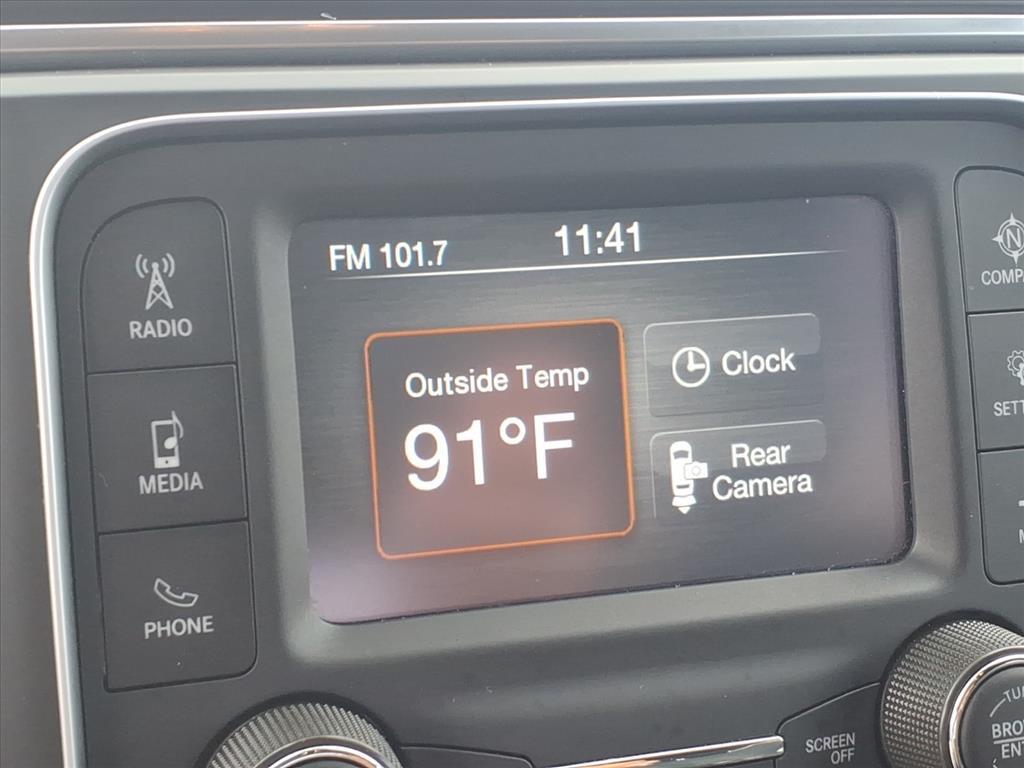 FM 101.7
11:41
RADIO
MEDIA
PHONE
Outside Temp
91°F
Clock
Rear
Camera
N
SCREEN
OFF